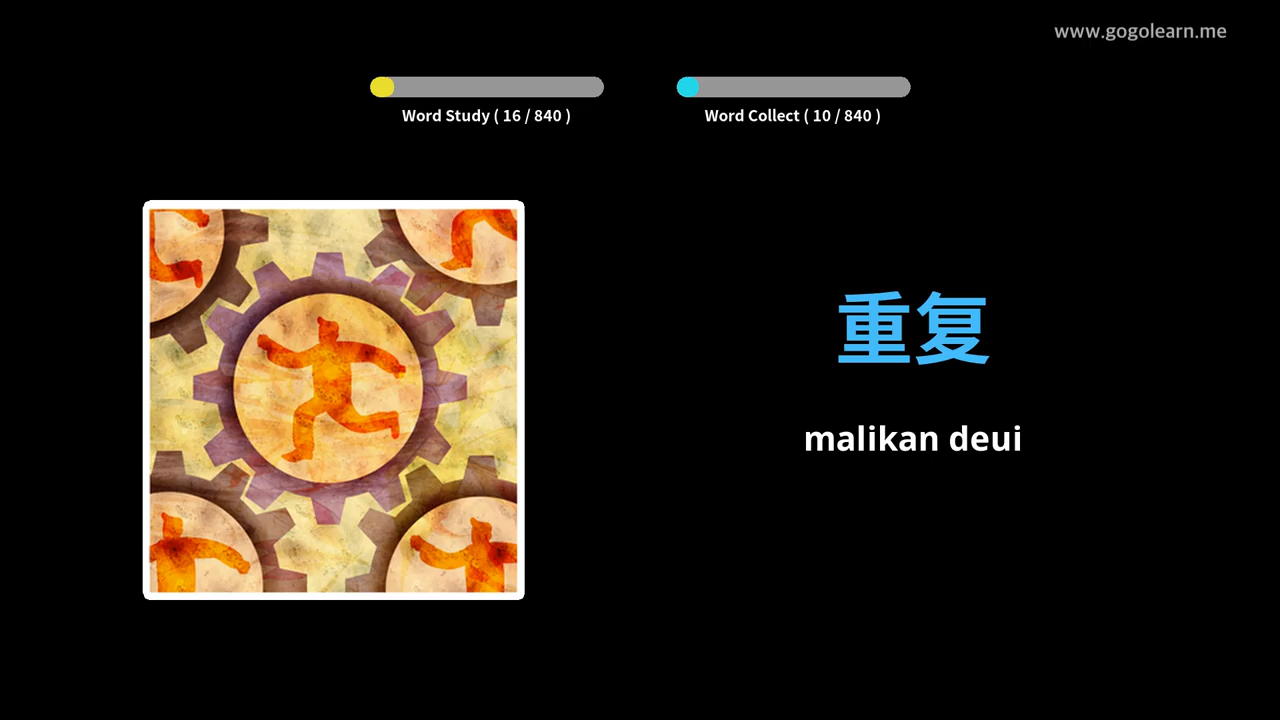 www.gogolearn.me
Word Study ( 16 / 840 )
Word Collect ( 10 / 840 )
重复
malikan deui